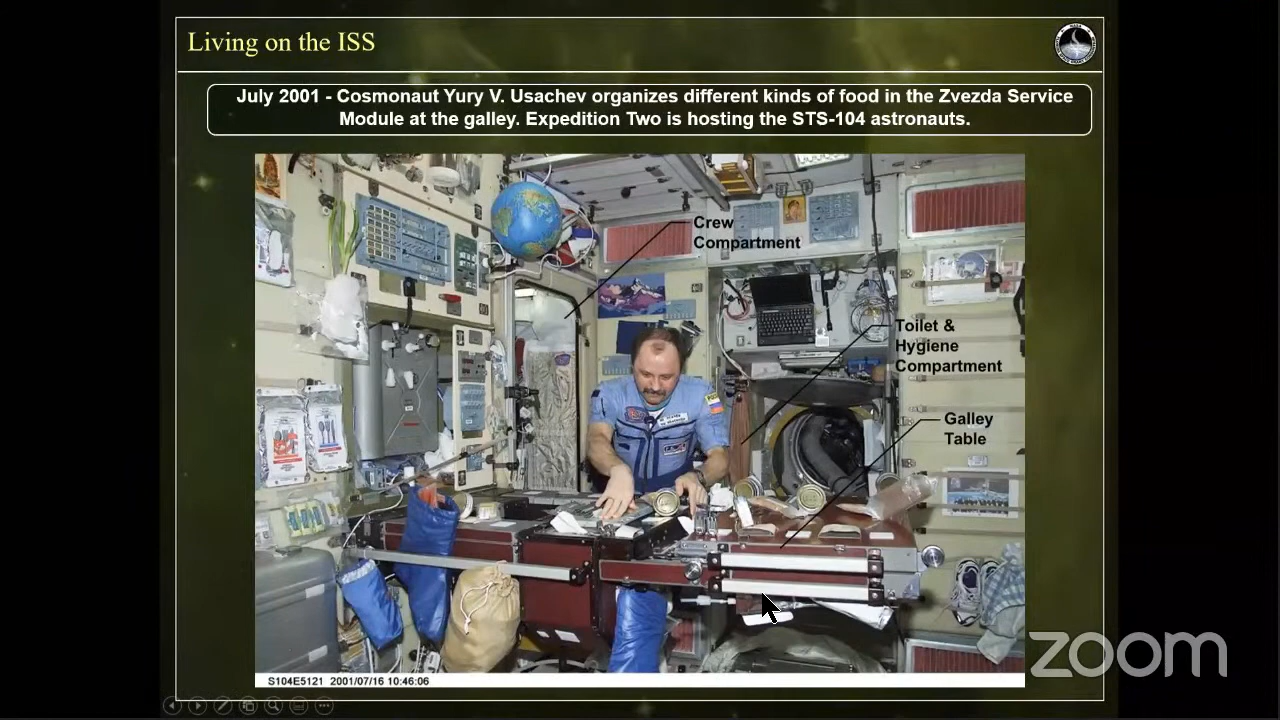 Living on the ISS
July 2001 - Cosmonaut Yury V. Usachev organizes different kinds of food in the Zvezda Service
Module at the galley. Expedition Two is hosting the STS-104 astronauts.
Crew
Compartment
Toilet &
Hygiene
Compartment
Galley
Table
S104E5121 2001/07/16 10:46:06
zoom